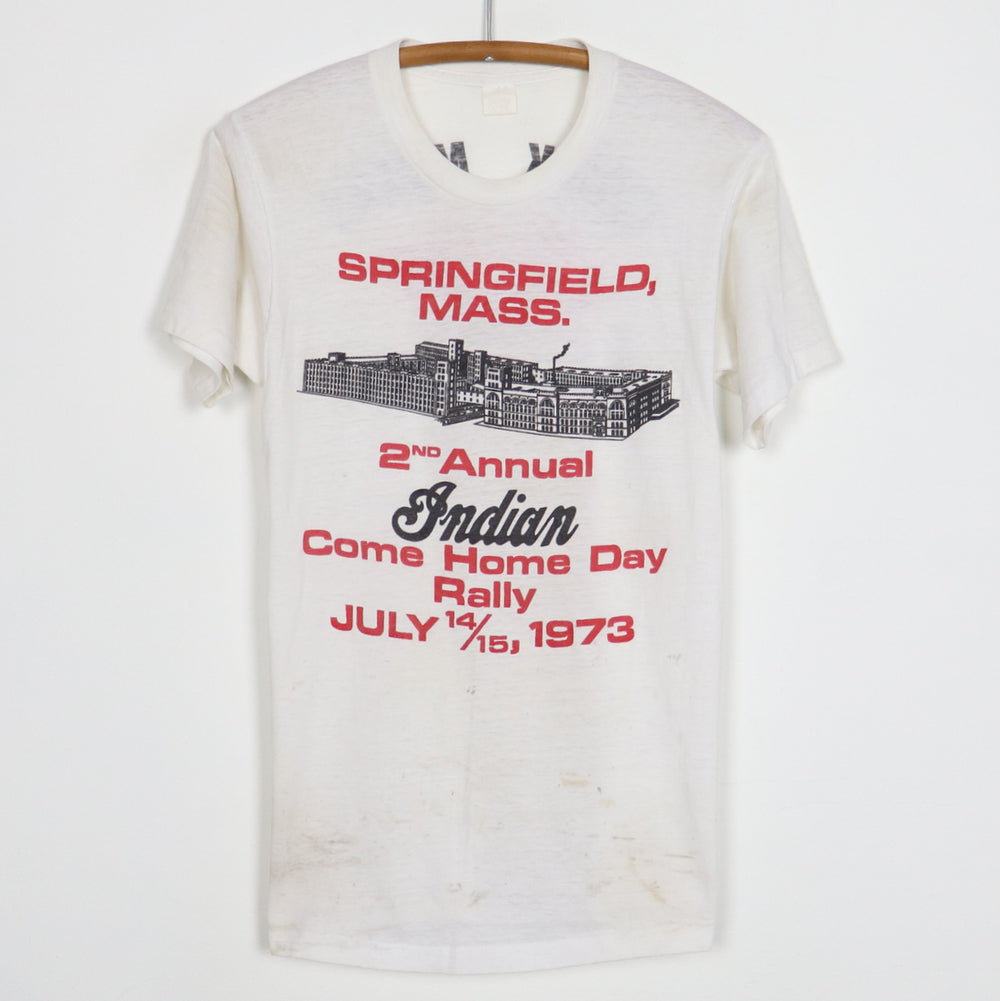 SPRINGFIELD,
MASS.
2ND Annual
Indian
Come Home Day
Rally
JULY 14/15, 1973